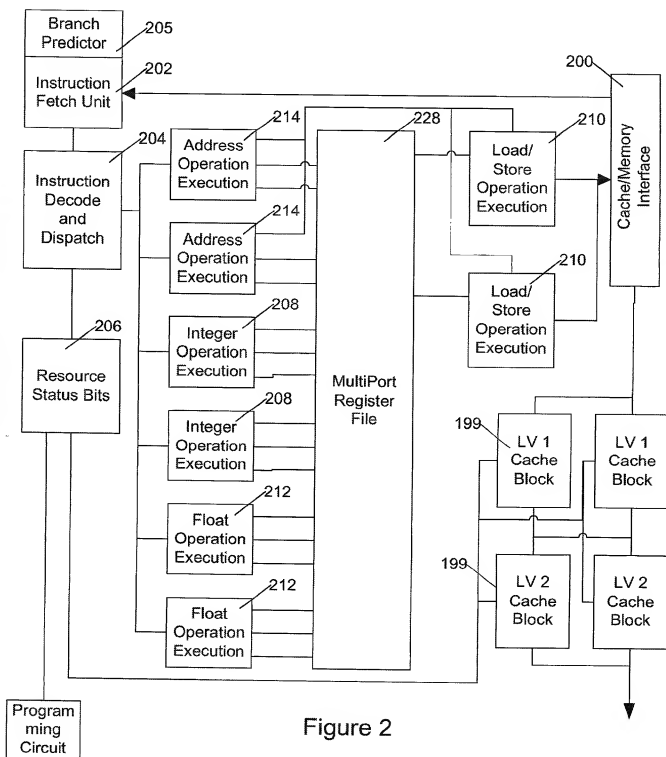 Branch
Predictor
205
Instruction
Fetch Unit
202
204
Instruction
Decode
and
Dispatch
206
Resource
Status Bits
Program
ming
Circuit
214
Address
Operation
Execution
214
Address
Operation
Execution
208
Integer
Operation
Execution
208
Integer
Operation
Execution
212
Float
Operation
Execution
212
Float
Operation
Execution
228
MultiPort
Register
File
210
Load/
Store
Operation
Execution
210
Load/
Store
Operation
Execution
200
Cache/Memory
Interface
199
LV 1
Cache
Block
LV 1
Cache
Block
199
LV 2
Cache
Block
LV 2
Cache
Block
Figure 2